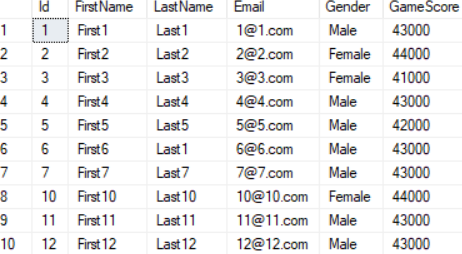 Id FirstName LastName Email Gender GameScore
1 1 First1 Last1 1@1.com Male 43000
2 2 First2 Last2 2@2.com Female 44000
3 3 First3 Last3 3@3.com Female 41000
4 4 First4 Last4 4@4.com Male 43000
5 5 First5 Last5 5@5.com Male 42000
6 6 First6 Last1 6@6.com Male 43000
7 7 First7 Last7 7@7.com Male 43000
8 10 First10 Last10 10@10.com Female 44000
9 11 First11 Last11 11@11.com Male 43000
10 12 First12 Last12 12@12.com Male 43000